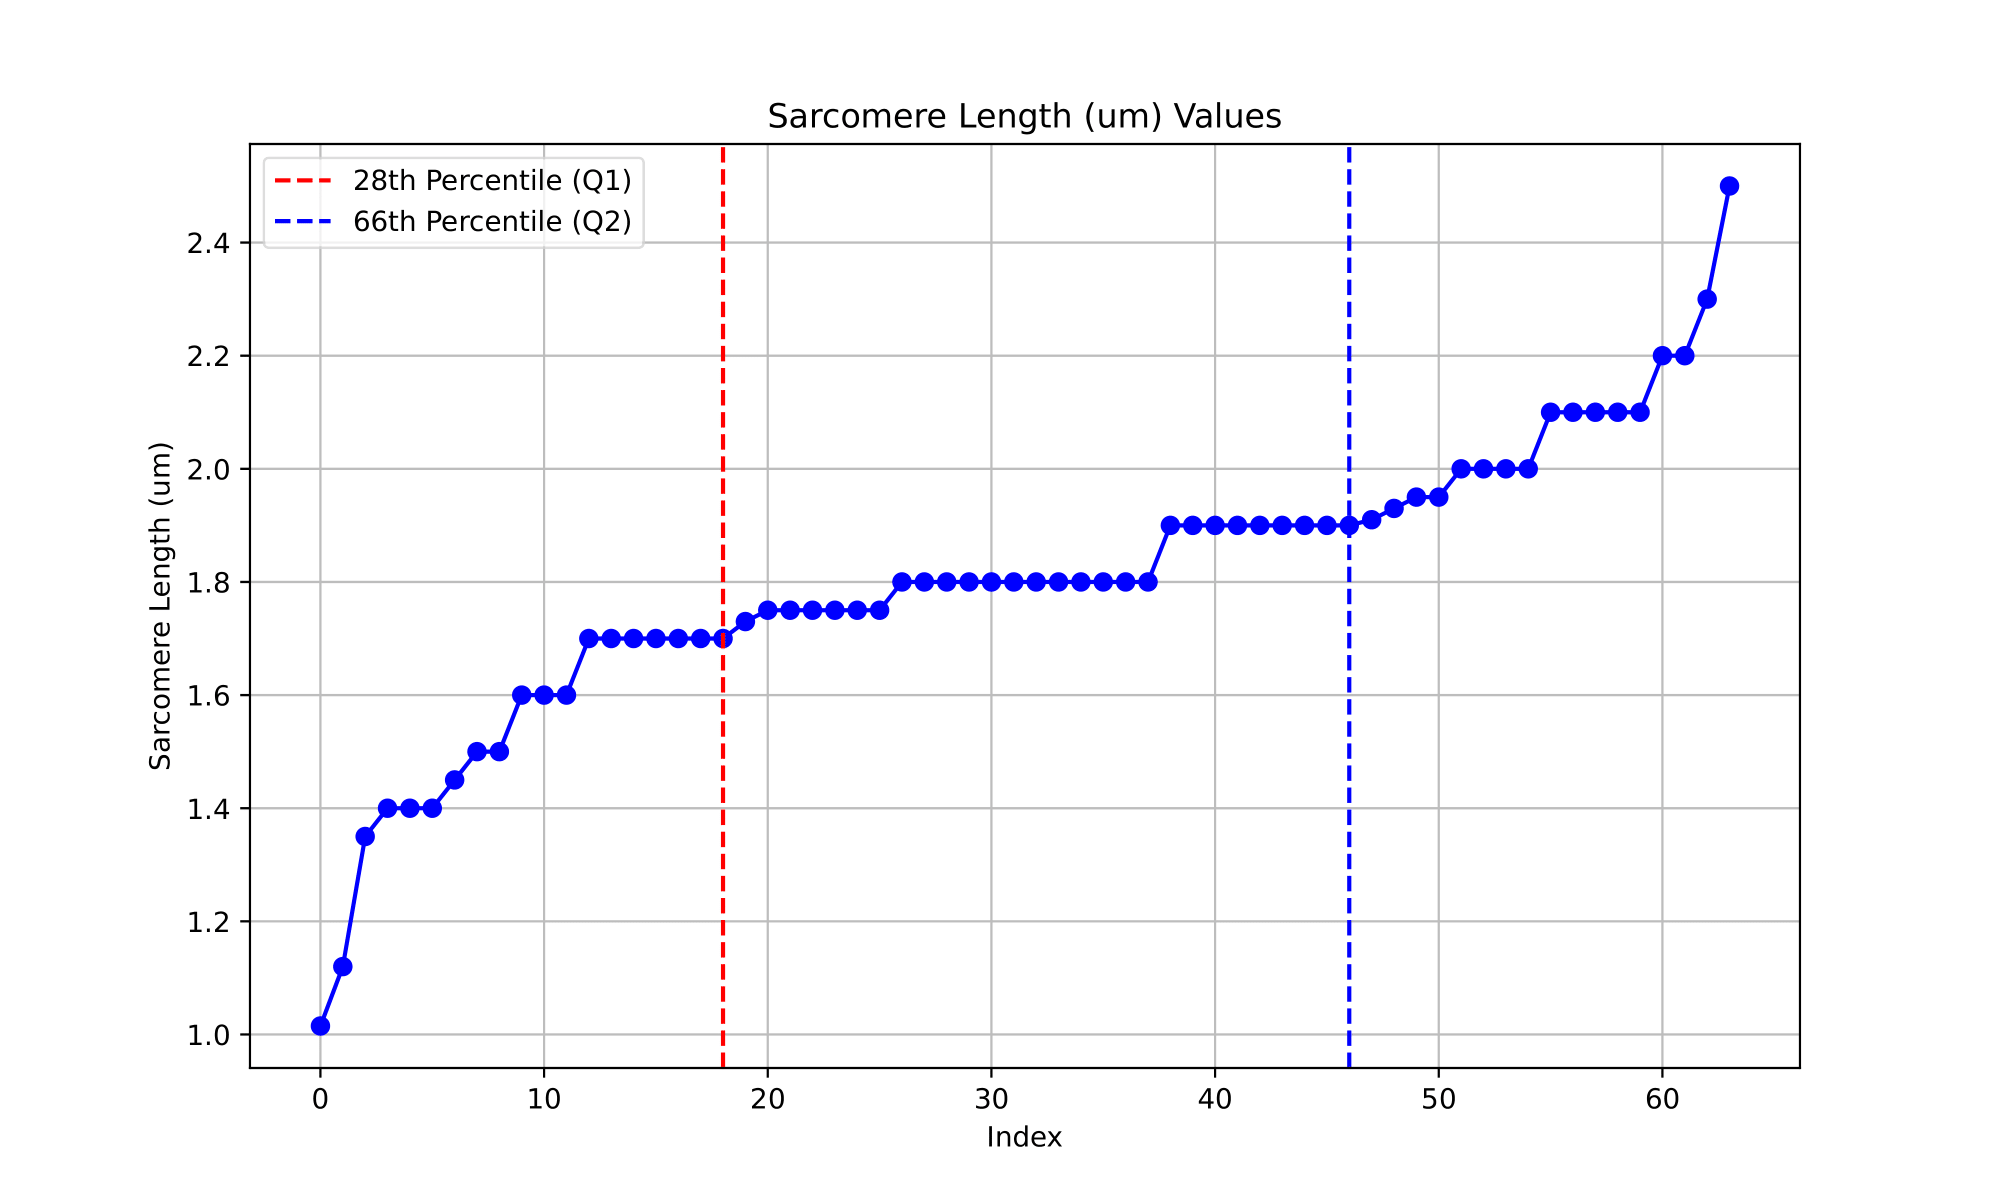 Sarcomere Length (um) Values
28th Percentile (Q1)
66th Percentile (Q2)
Sarcomere Length (um)
2.4
2.2
2.0
1.8
1.6
1.4
1.2
1.0
0 10 20 30 40 50 60
Index